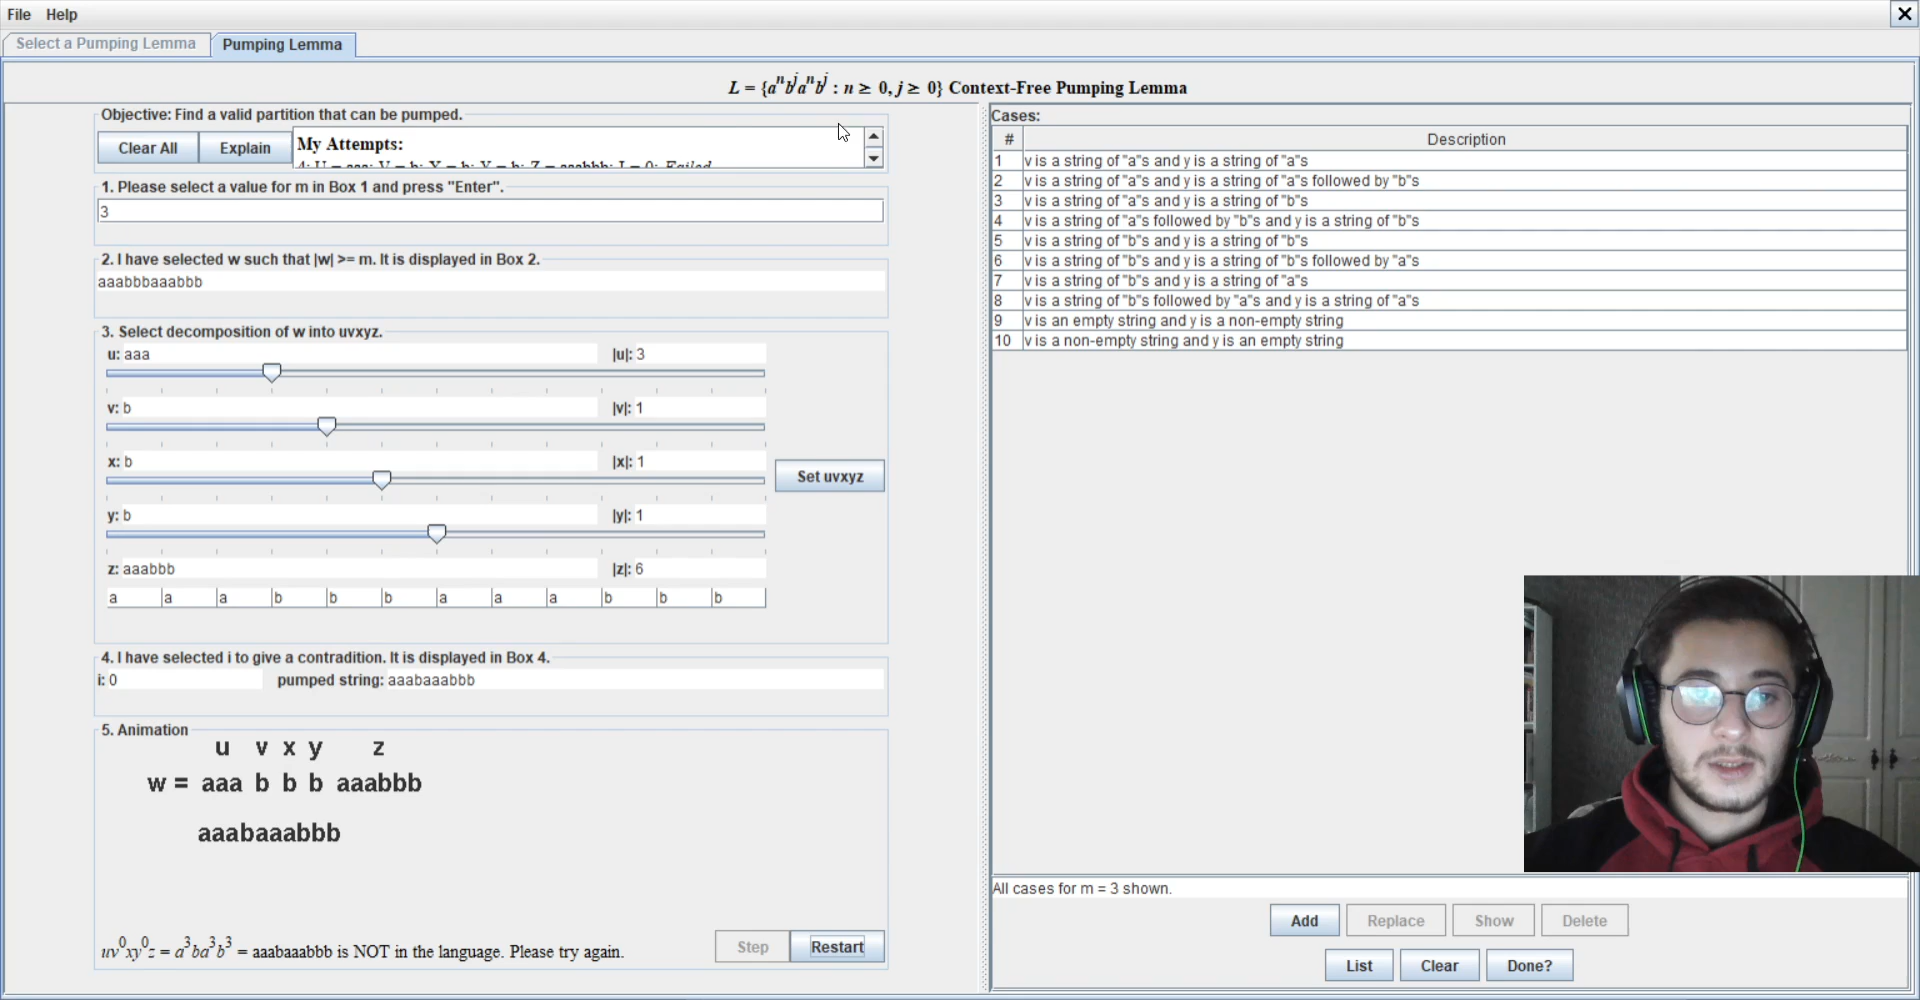 File Help
Select a Pumping Lemma Pumping Lemma
L = {aⁿbʲaⁿbʲ : n ≥ 0, j ≥ 0} Context-Free Pumping Lemma
Objective: Find a valid partition that can be pumped.
Clear All Explain
My Attempts:
4: U = aaa; V = b; X = b; Y = b; Z = aaabbb; I = 0; Failed
1. Please select a value for m in Box 1 and press "Enter".
3
2. I have selected w such that |w| >= m. It is displayed in Box 2.
aaabbbaaabbb
3. Select decomposition of w into uvxyz.
u: aaa |u|: 3
v: b |v|: 1
x: b |x|: 1
Set uvxyz
y: b |y|: 1
z: aaabbb |z|: 6
a a a b b b a a a b b b
4. I have selected i to give a contradition. It is displayed in Box 4.
i: 0 pumped string: aaabaaabbb
5. Animation
u v x y z
w = aaa b b b aaabbb
aaabaaabbb
uv⁰xy⁰z = a³ba³b³ = aaabaaabbb is NOT in the language. Please try again.
Step Restart
Cases:
# Description
1 v is a string of "a"s and y is a string of "a"s
2 v is a string of "a"s and y is a string of "a"s followed by "b"s
3 v is a string of "a"s and y is a string of "b"s
4 v is a string of "a"s followed by "b"s and y is a string of "b"s
5 v is a string of "b"s and y is a string of "b"s
6 v is a string of "b"s and y is a string of "b"s followed by "a"s
7 v is a string of "b"s and y is a string of "a"s
8 v is a string of "b"s followed by "a"s and y is a string of "a"s
9 v is an empty string and y is a non-empty string
10 v is a non-empty string and y is an empty string
All cases for m = 3 shown.
Add Replace Show Delete
List Clear Done?